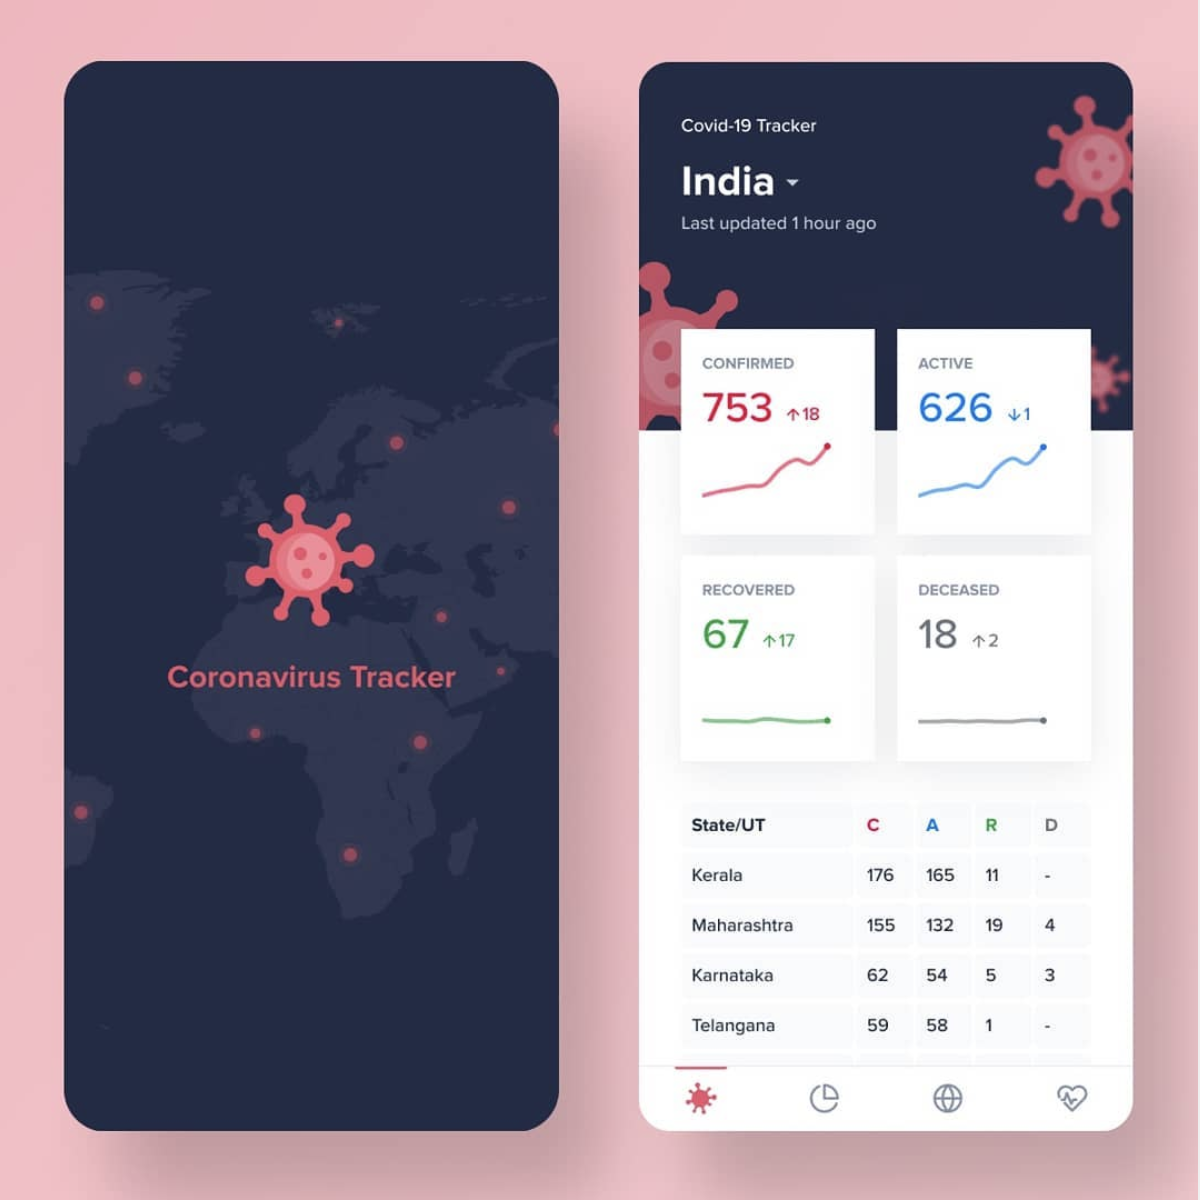 Coronavirus Tracker
Covid-19 Tracker
India
Last updated 1 hour ago
CONFIRMED
753 ↑18
ACTIVE
626 ↓1
RECOVERED
67 ↑17
DECEASED
18 ↑2
State/UT C A R D
Kerala 176 165 11 -
Maharashtra 155 132 19 4
Karnataka 62 54 5 3
Telangana 59 58 1 -